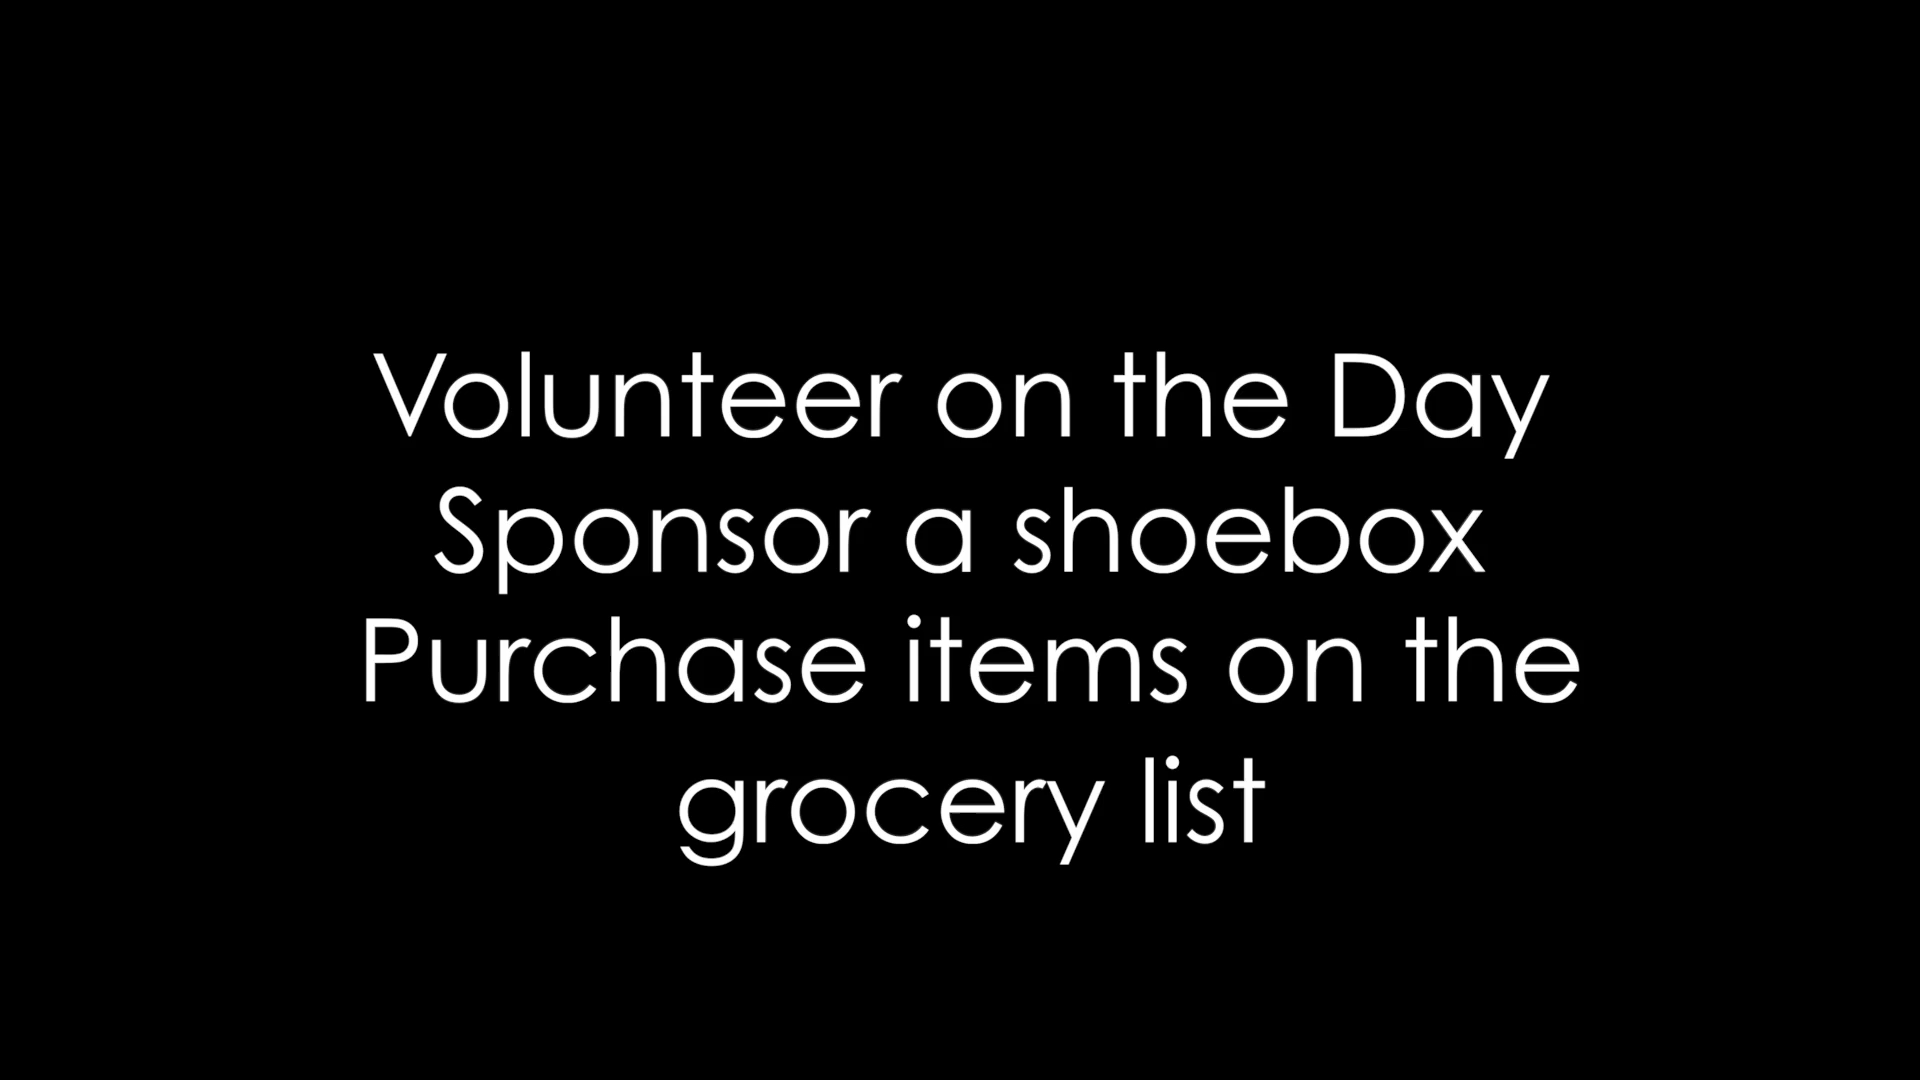 Volunteer on the Day
Sponsor a shoebox
Purchase items on the
grocery list